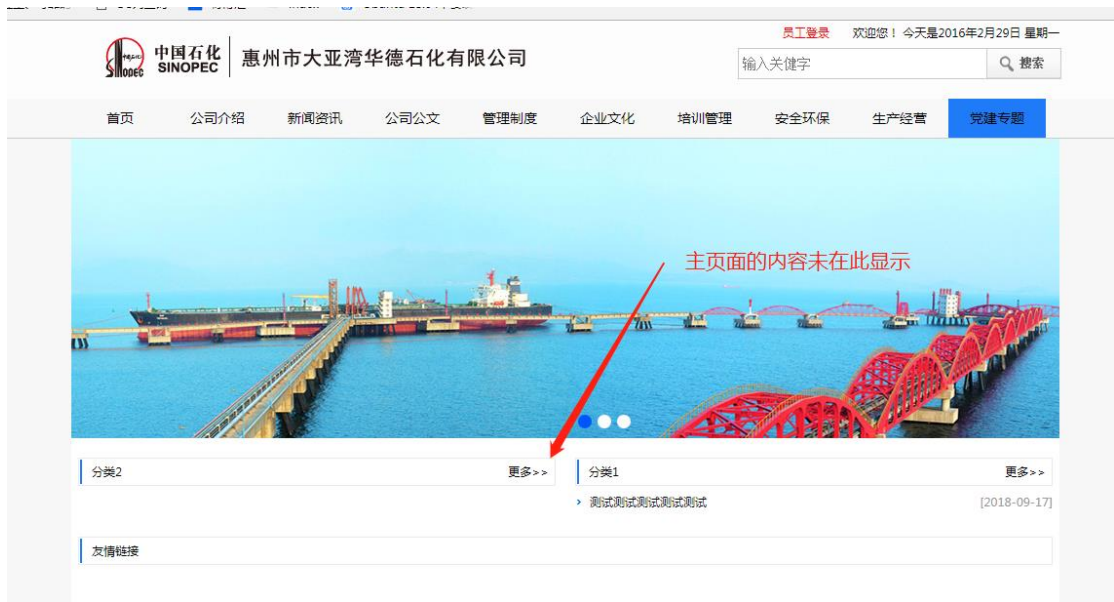 员工登录 欢迎您！ 今天是2016年2月29日 星期一
Sinopec
中国石化
SINOPEC
惠州市大亚湾华德石化有限公司
输入关健字 搜索
首页 公司介绍 新闻资讯 公司公文 管理制度 企业文化 培训管理 安全环保 生产经营 党建专题
主页面的内容未在此显示
分类2 更多>> 分类1 更多>>
测试测试测试测试测试 [2018-09-17]
友情链接